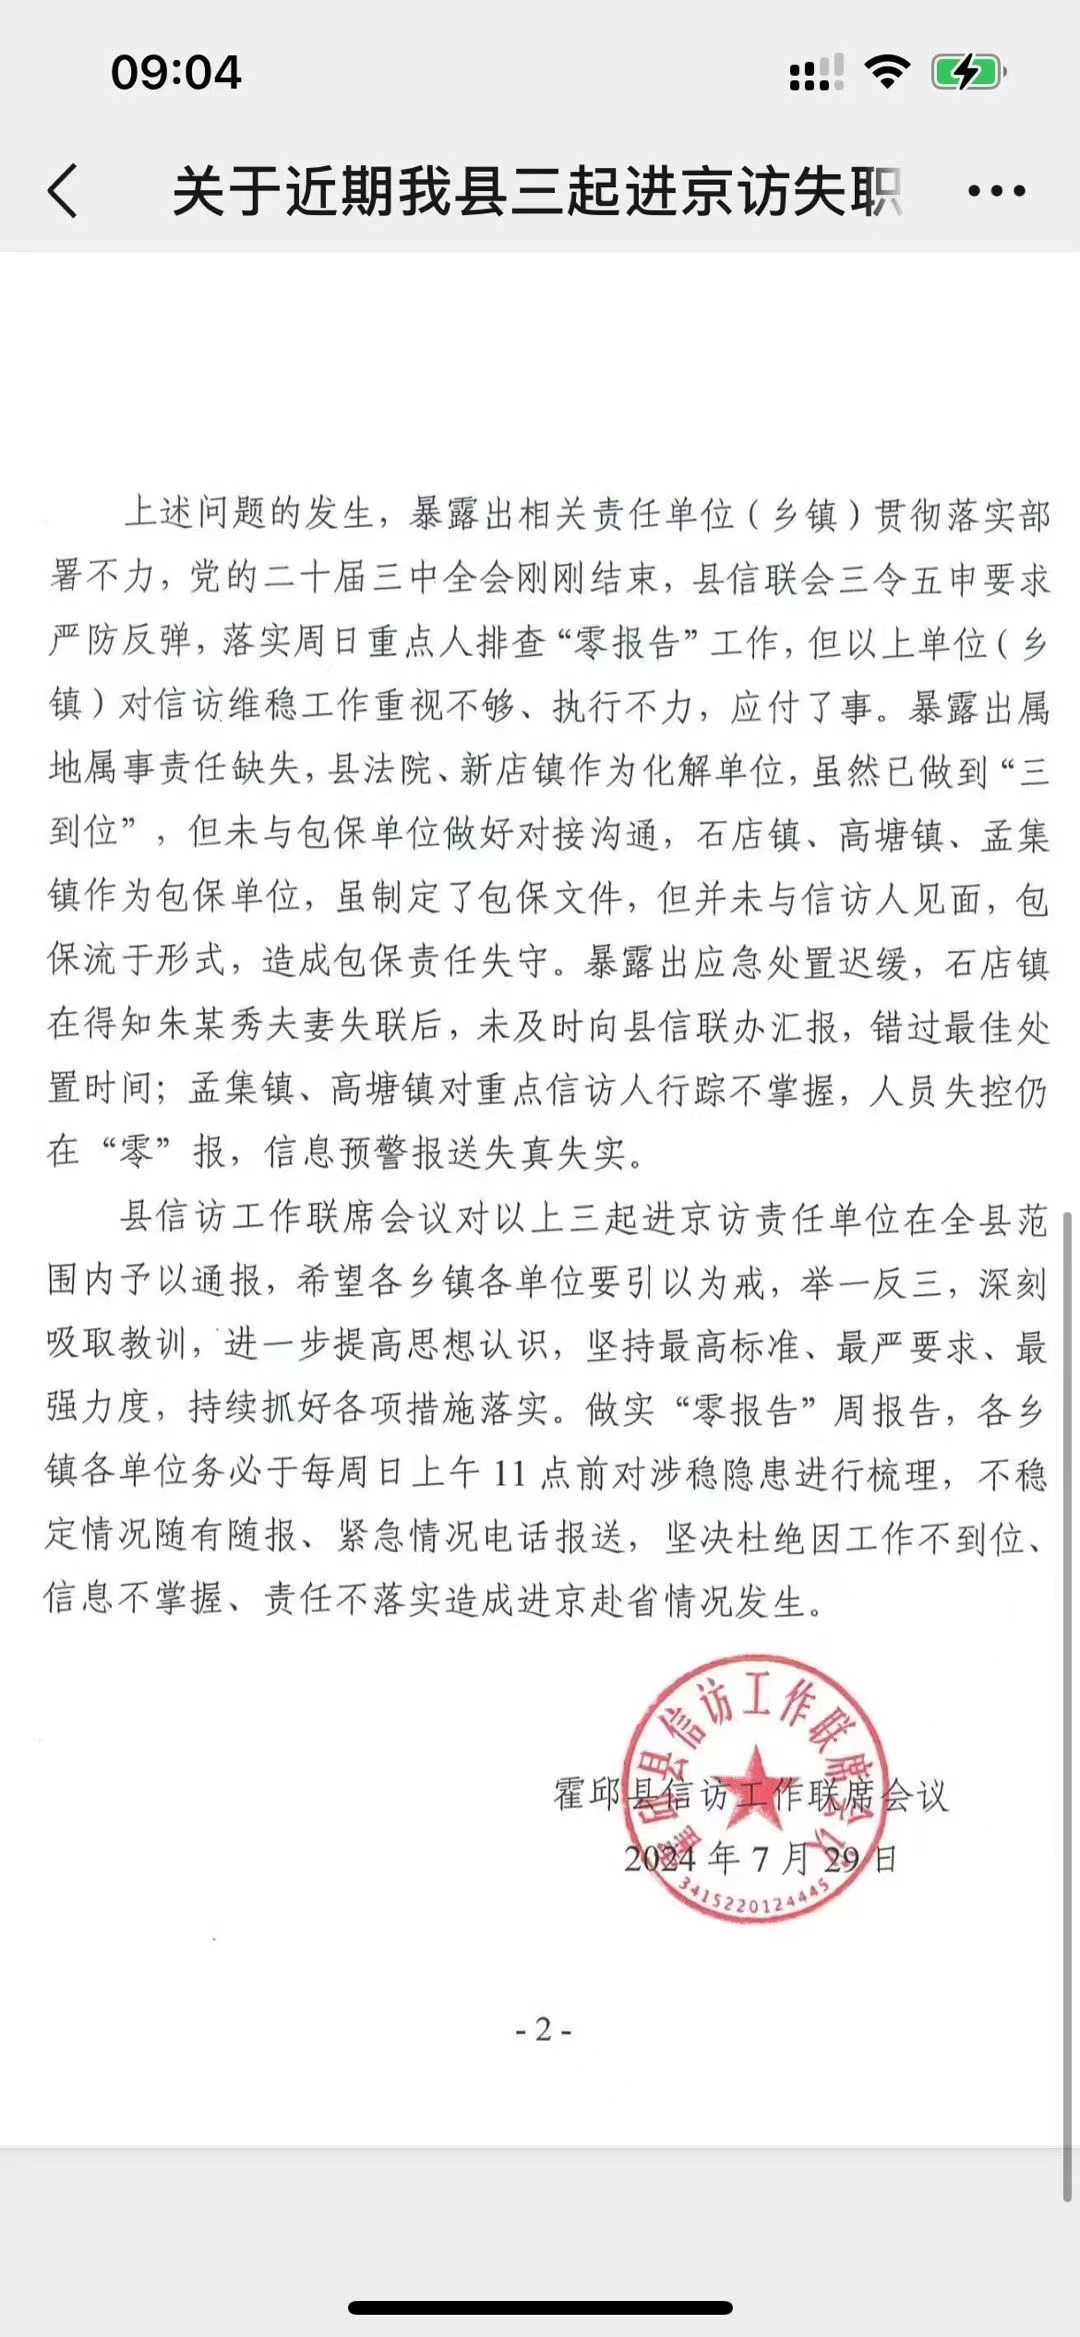 09:04
关于近期我县三起进京访失职
上述问题的发生，暴露出相关责任单位（乡镇）贯彻落实部
署不力，党的二十届三中全会刚刚结束，县信联会三令五申要求
严防反弹，落实周日重点人排查“零报告”工作，但以上单位（乡
镇）对信访维稳工作重视不够、执行不力，应付了事。暴露出属
地属事责任缺失，县法院、新店镇作为化解单位，虽然已做到“三
到位”，但未与包保单位做好对接沟通，石店镇、高塘镇、孟集
镇作为包保单位，虽制定了包保文件，但并未与信访人见面，包
保流于形式，造成包保责任失守。暴露出应急处置迟缓，石店镇
在得知朱某秀夫妻失联后，未及时向县信联办汇报，错过最佳处
置时间；孟集镇、高塘镇对重点信访人行踪不掌握，人员失控仍
在“零”报，信息预警报送失真失实。
县信访工作联席会议对以上三起进京访责任单位在全县范
围内予以通报，希望各乡镇各单位要引以为戒，举一反三，深刻
吸取教训，进一步提高思想认识，坚持最高标准、最严要求、最
强力度，持续抓好各项措施落实。做实“零报告”周报告，各乡
镇各单位务必于每周日上午 11 点前对涉稳隐患进行梳理，不稳
定情况随有随报、紧急情况电话报送，坚决杜绝因工作不到位、
信息不掌握、责任不落实造成进京赴省情况发生。
霍邱县信访工作联席会议
2024 年 7 月 29 日
霍邱县信访工作联席会议
3415220124445
- 2 -